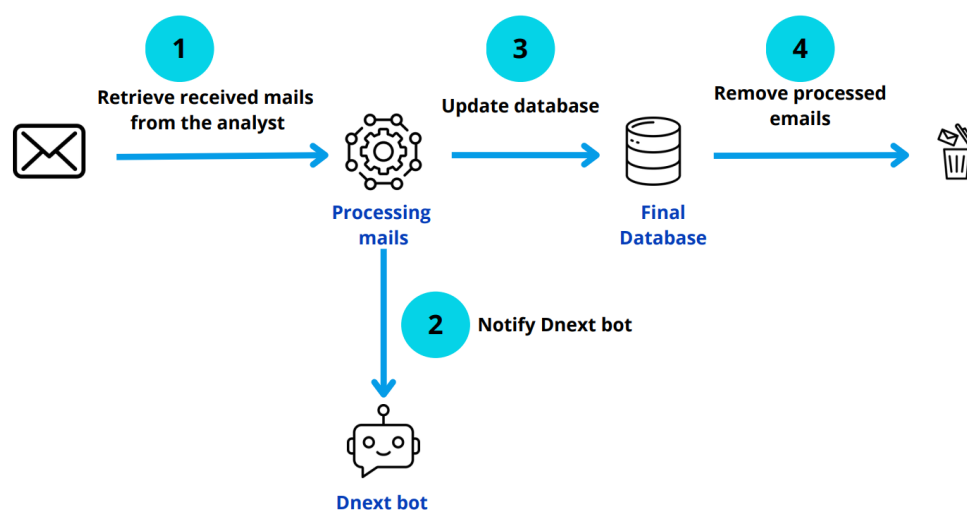 1
Retrieve received mails
from the analyst
3
Update database
4
Remove processed
emails
Processing
mails
Final
Database
2
Notify Dnext bot
Dnext bot